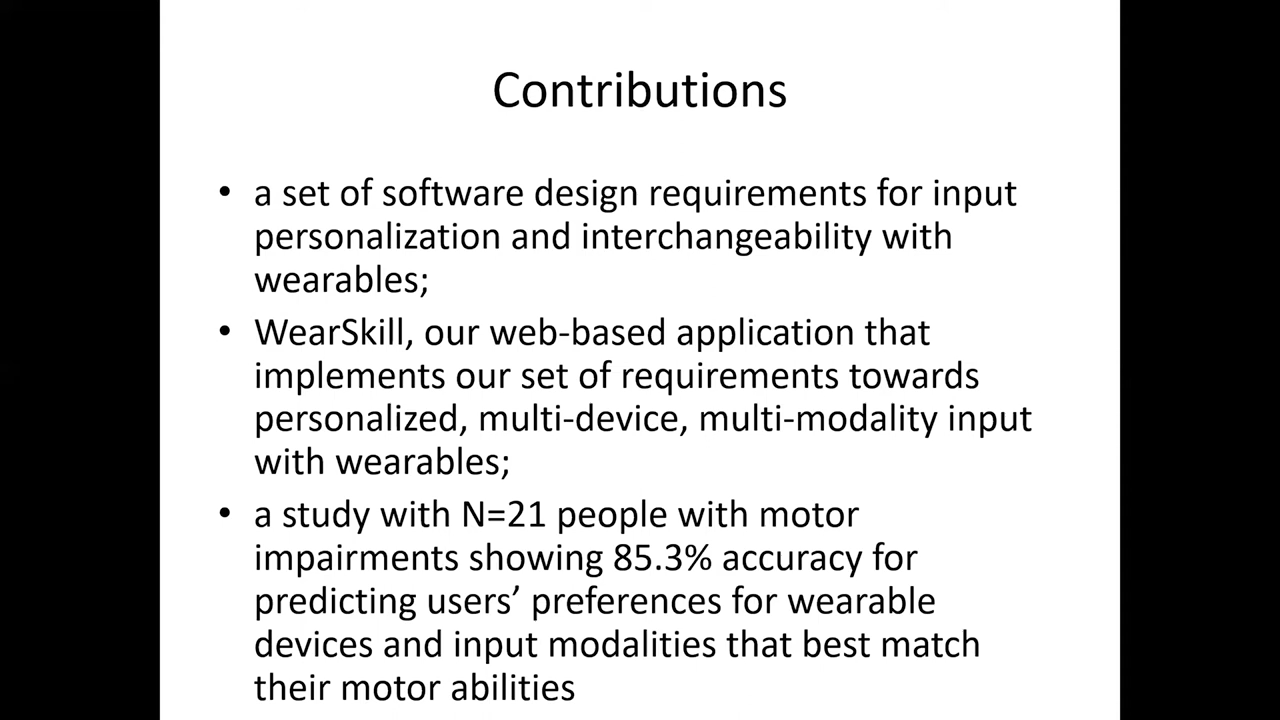 Contributions
• a set of software design requirements for input
personalization and interchangeability with
wearables;
• WearSkill, our web-based application that
implements our set of requirements towards
personalized, multi-device, multi-modality input
with wearables;
• a study with N=21 people with motor
impairments showing 85.3% accuracy for
predicting users’ preferences for wearable
devices and input modalities that best match
their motor abilities